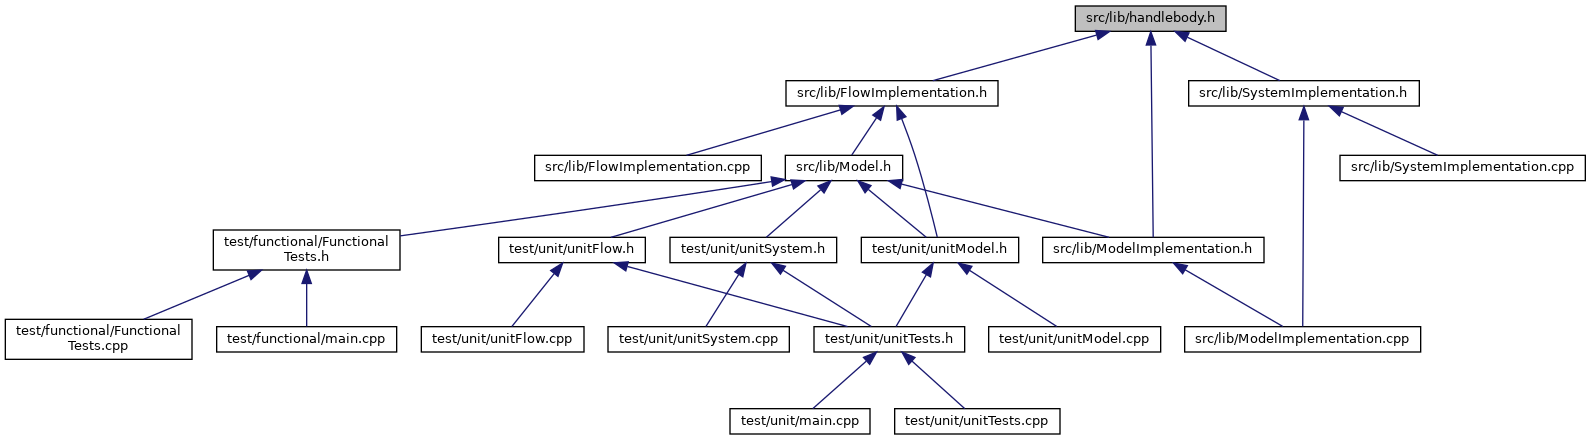 src/lib/handlebody.h
src/lib/FlowImplementation.h
src/lib/SystemImplementation.h
src/lib/FlowImplementation.cpp
src/lib/Model.h
src/lib/SystemImplementation.cpp
test/functional/Functional
Tests.h
test/unit/unitFlow.h
test/unit/unitSystem.h
test/unit/unitModel.h
src/lib/ModelImplementation.h
test/functional/Functional
Tests.cpp
test/functional/main.cpp
test/unit/unitFlow.cpp
test/unit/unitSystem.cpp
test/unit/unitTests.h
test/unit/unitModel.cpp
src/lib/ModelImplementation.cpp
test/unit/main.cpp
test/unit/unitTests.cpp